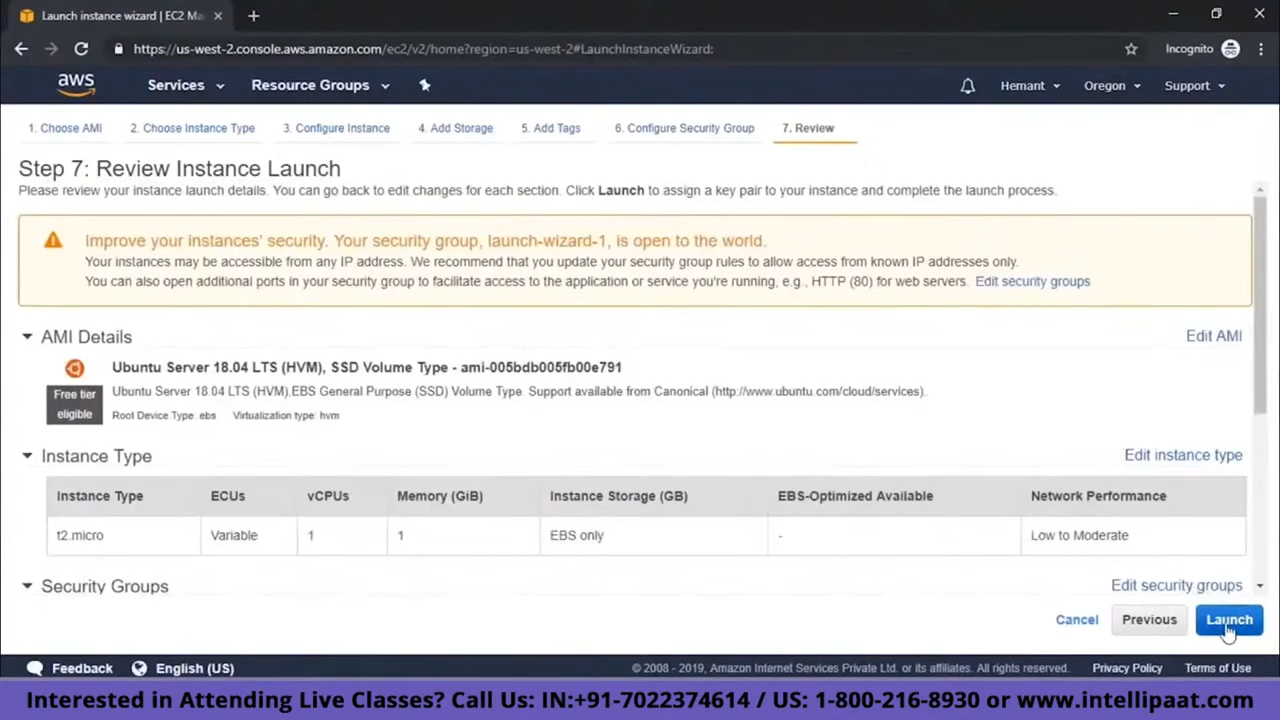 Launch instance wizard | EC2 Ma
https://us-west-2.console.aws.amazon.com/ec2/v2/home?region=us-west-2#LaunchInstanceWizard:
Incognito
aws Services Resource Groups Hemant Oregon Support
1. Choose AMI 2. Choose Instance Type 3. Configure Instance 4. Add Storage 5. Add Tags 6. Configure Security Group 7. Review
Step 7: Review Instance Launch
Please review your instance launch details. You can go back to edit changes for each section. Click Launch to assign a key pair to your instance and complete the launch process.
Improve your instances' security. Your security group, launch-wizard-1, is open to the world.
Your instances may be accessible from any IP address. We recommend that you update your security group rules to allow access from known IP addresses only.
You can also open additional ports in your security group to facilitate access to the application or service you're running, e.g., HTTP (80) for web servers. Edit security groups
AMI Details Edit AMI
Ubuntu Server 18.04 LTS (HVM), SSD Volume Type - ami-005bdb005fb00e791
Free tier eligible
Ubuntu Server 18.04 LTS (HVM),EBS General Purpose (SSD) Volume Type. Support available from Canonical (http://www.ubuntu.com/cloud/services).
Root Device Type: ebs Virtualization type: hvm
Instance Type Edit instance type
Instance Type ECUs vCPUs Memory (GiB) Instance Storage (GB) EBS-Optimized Available Network Performance
t2.micro Variable 1 1 EBS only - Low to Moderate
Security Groups Edit security groups
Cancel Previous Launch
Feedback English (US) © 2008 - 2019, Amazon Internet Services Private Ltd. or its affiliates. All rights reserved. Privacy Policy Terms of Use
Interested in Attending Live Classes? Call Us: IN:+91-7022374614 / US: 1-800-216-8930 or www.intellipaat.com